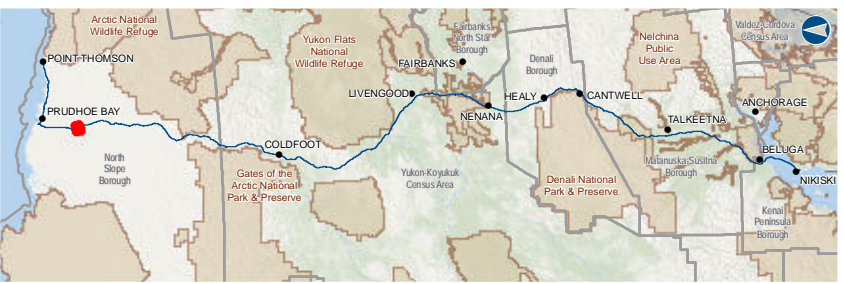 Arctic National
Wildlife Refuge
POINT THOMSON
PRUDHOE BAY
North
Slope
Borough
COLDFOOT
Gates of the
Arctic National
Park & Preserve
Yukon Flats
National
Wildlife Refuge
LIVENGOOD
FAIRBANKS
Fairbanks
North Star
Borough
NENANA
Yukon-Koyukuk
Census Area
HEALY
Denali
Borough
CANTWELL
Denali National
Park & Preserve
Nelchina
Public
Use Area
TALKEETNA
Matanuska-Susitna
Borough
Valdez-Cordova
Census Area
ANCHORAGE
BELUGA
NIKISKI
Kenai
Peninsula
Borough